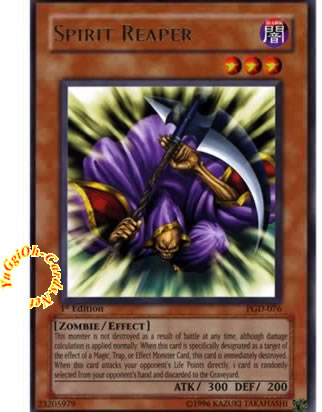 SPIRIT REAPER
DARK
闇
YuGgiOh-Cards.Net
1st Edition
PGD-076
[ZOMBIE / EFFECT]
This monster is not destroyed as a result of battle at any time, although damage
calculation is applied normally. When this card is specifically designated as a target of
the effect of a Magic, Trap, or Effect Monster Card, this card is immediately destroyed.
When this card attacks your opponent's Life Points directly, 1 card is randomly
selected from your opponent's hand and discarded to the Graveyard.
ATK/ 300 DEF/ 200
23205979
©1996 KAZUKI TAKAHASHI